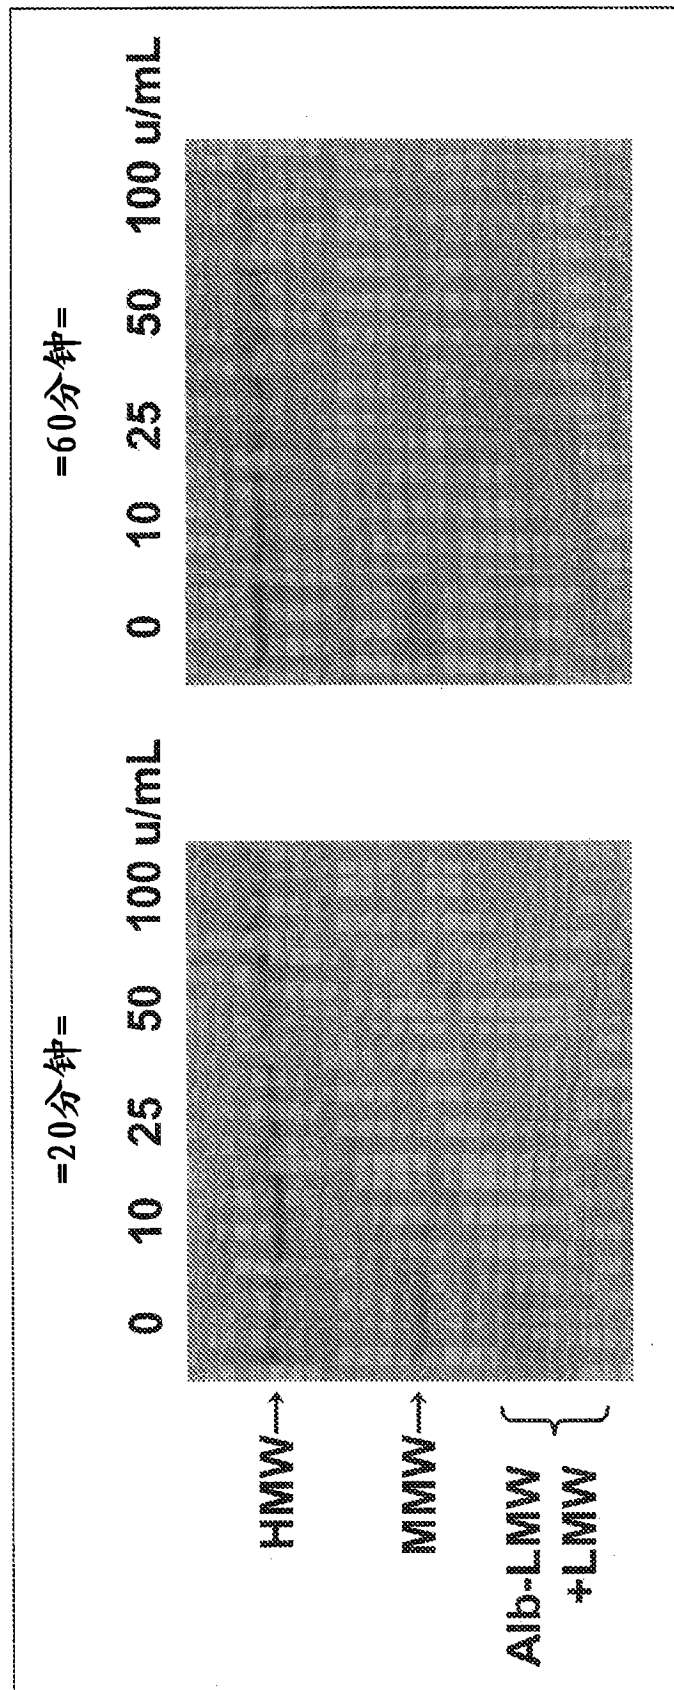 =20分钟=
=60分钟=
0 10 25 50 100 u/mL
0 10 25 50 100 u/mL
HMW→
MMW→
Alb-LMW
+LMW